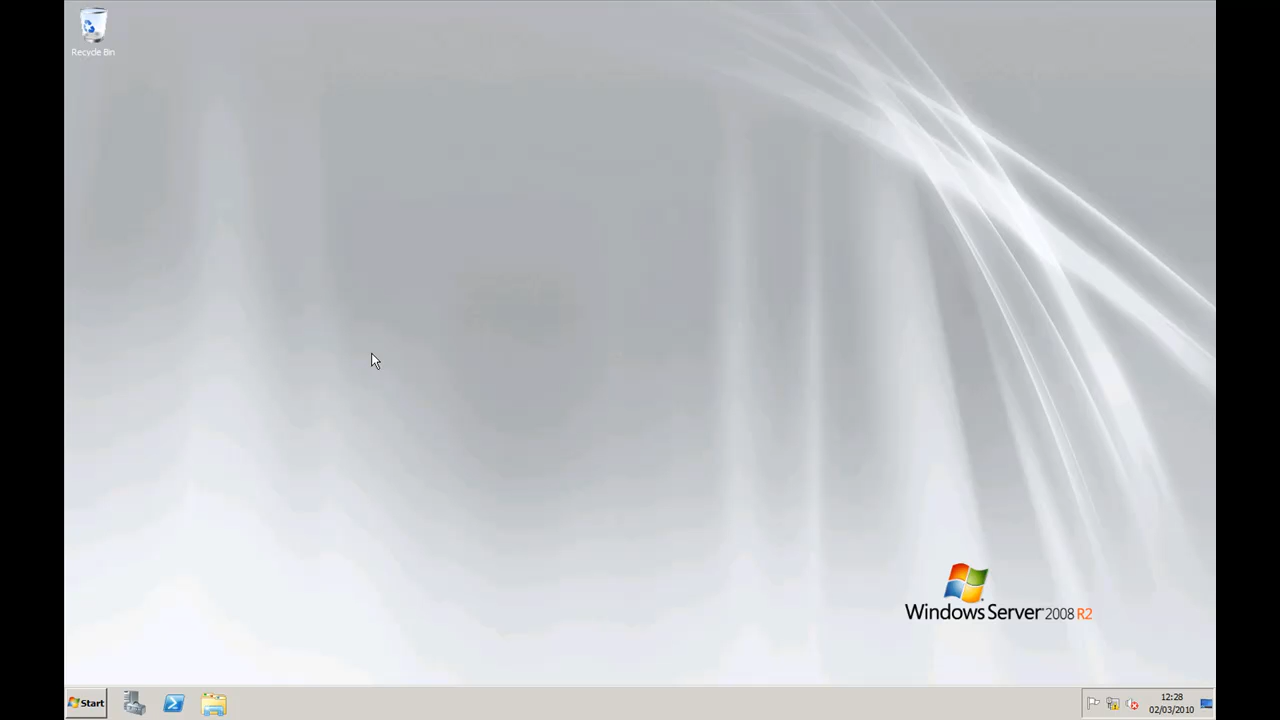 Recycle Bin
Windows Server 2008 R2
Start
12:28
02/03/2010